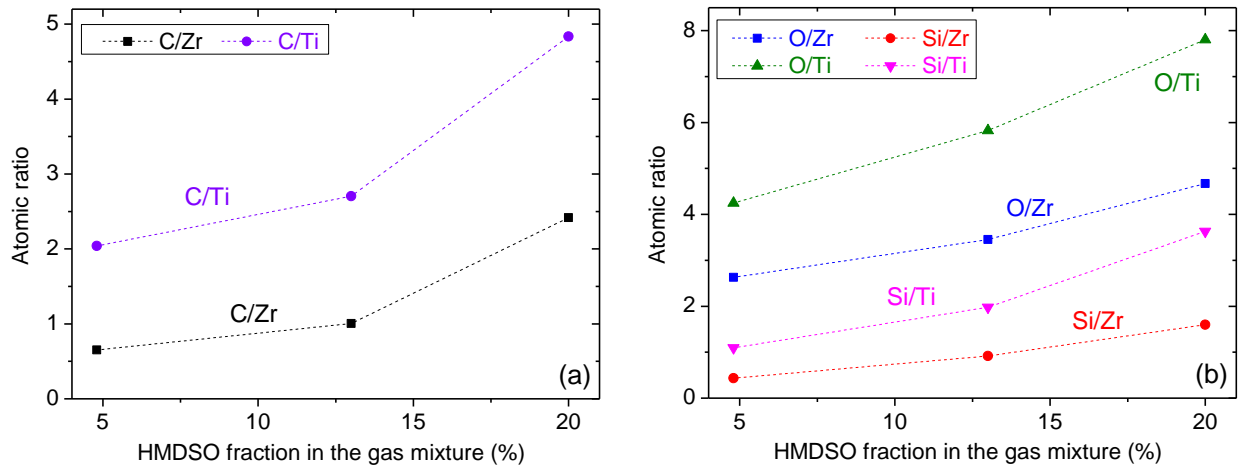 C/Zr C/Ti
5
4
3
2
1
0
Atomic ratio
C/Ti
C/Zr
(a)
5 10 15 20
HMDSO fraction in the gas mixture (%)
O/Zr Si/Zr
O/Ti Si/Ti
8
6
4
2
0
Atomic ratio
O/Ti
O/Zr
Si/Ti
Si/Zr
(b)
5 10 15 20
HMDSO fraction in the gas mixture (%)